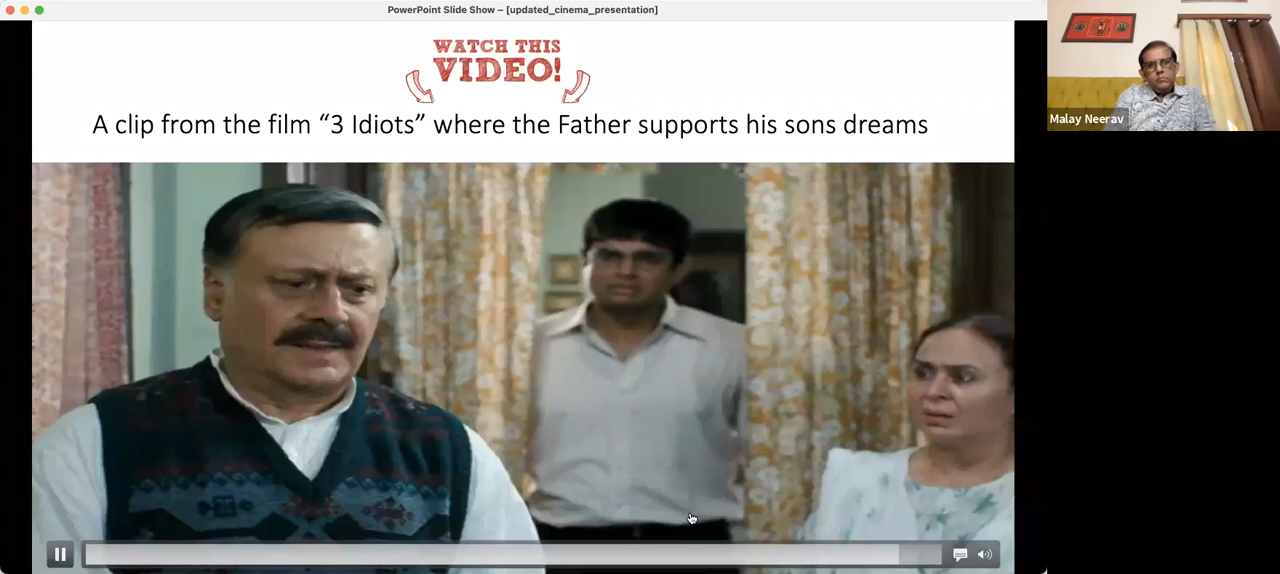 PowerPoint Slide Show – [updated_cinema_presentation]
WATCH THIS
VIDEO!
A clip from the film “3 Idiots” where the Father supports his sons dreams
Malay Neerav